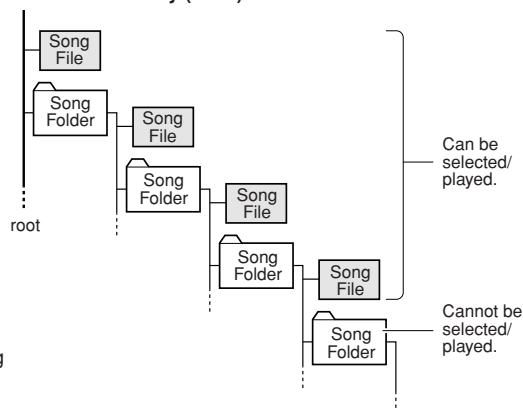 Song
File
Song
Folder
Song
File
Can be
selected/
played.
Song
Folder
Song
File
root
Song
Folder
Song
File
Cannot be
selected/
played.
Song
Folder
g